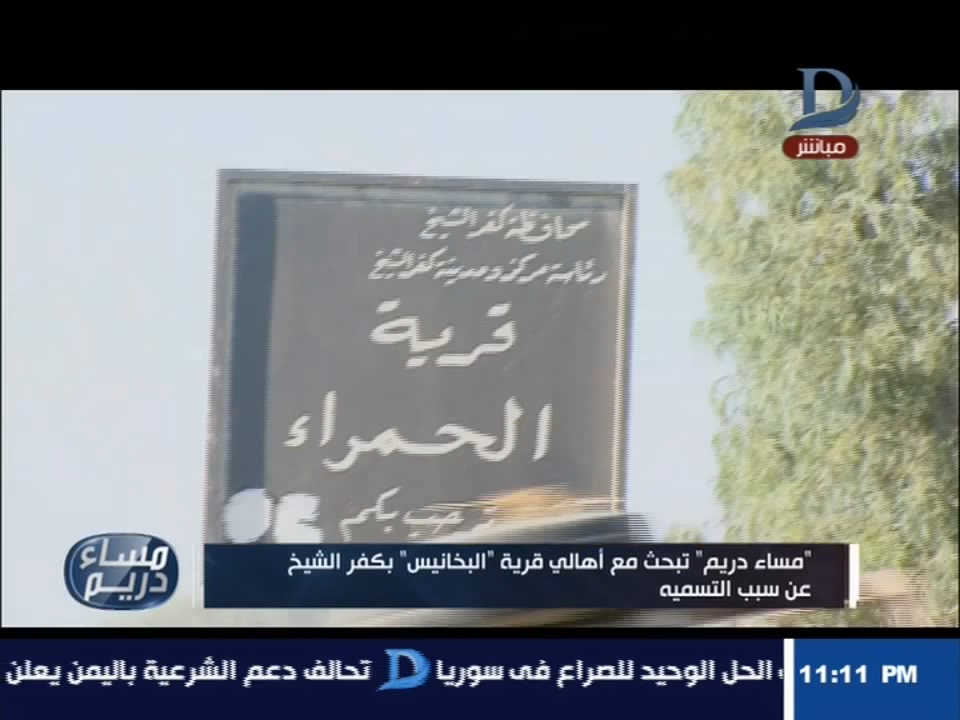 مباشر
محافظة كفر الشيخ
رئاسة مركز ومدينة كفر الشيخ
قرية
الحمراء
ترحب بكم
مساء
دريم
"مساء دريم" تبحث مع أهالي قرية "البخانيس" بكفر الشيخ
عن سبب التسميه
الحل الوحيد للصراع فى سوريا تحالف دعم الشرعية باليمن يعلن
11:11 PM